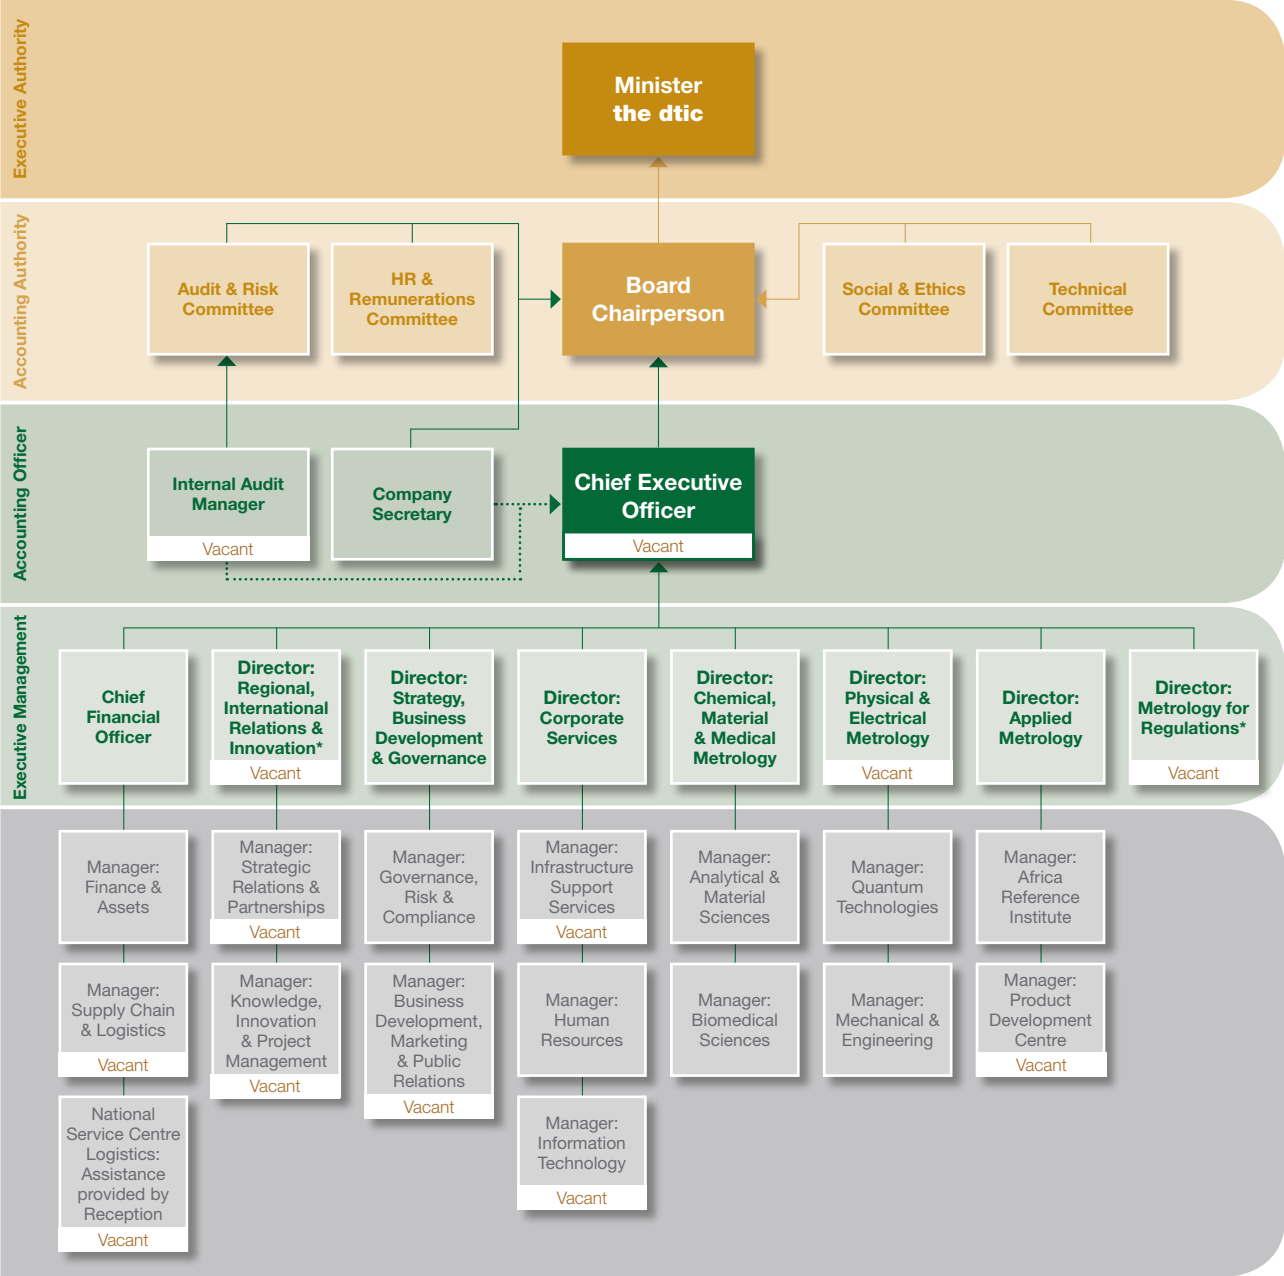 Executive Authority
Minister
the dtic
Accounting Authority
Audit & Risk
Committee
HR &
Remunerations
Committee
Board
Chairperson
Social & Ethics
Committee
Technical
Committee
Accounting Officer
Internal Audit
Manager
Vacant
Company
Secretary
Chief Executive
Officer
Vacant
Executive Management
Chief
Financial
Officer
Director:
Regional,
International
Relations &
Innovation*
Vacant
Director:
Strategy,
Business
Development
& Governance
Director:
Corporate
Services
Director:
Chemical,
Material
& Medical
Metrology
Director:
Physical &
Electrical
Metrology
Vacant
Director:
Applied
Metrology
Director:
Metrology for
Regulations*
Vacant
Manager:
Finance &
Assets
Manager:
Strategic
Relations &
Partnerships
Vacant
Manager:
Governance,
Risk &
Compliance
Manager:
Infrastructure
Support
Services
Vacant
Manager:
Analytical &
Material
Sciences
Manager:
Quantum
Technologies
Manager:
Africa
Reference
Institute
Manager:
Supply Chain
& Logistics
Vacant
Manager:
Knowledge,
Innovation
& Project
Management
Vacant
Manager:
Business
Development,
Marketing
& Public
Relations
Vacant
Manager:
Human
Resources
Manager:
Biomedical
Sciences
Manager:
Mechanical &
Engineering
Manager:
Product
Development
Centre
Vacant
National
Service Centre
Logistics:
Assistance
provided by
Reception
Vacant
Manager:
Information
Technology
Vacant